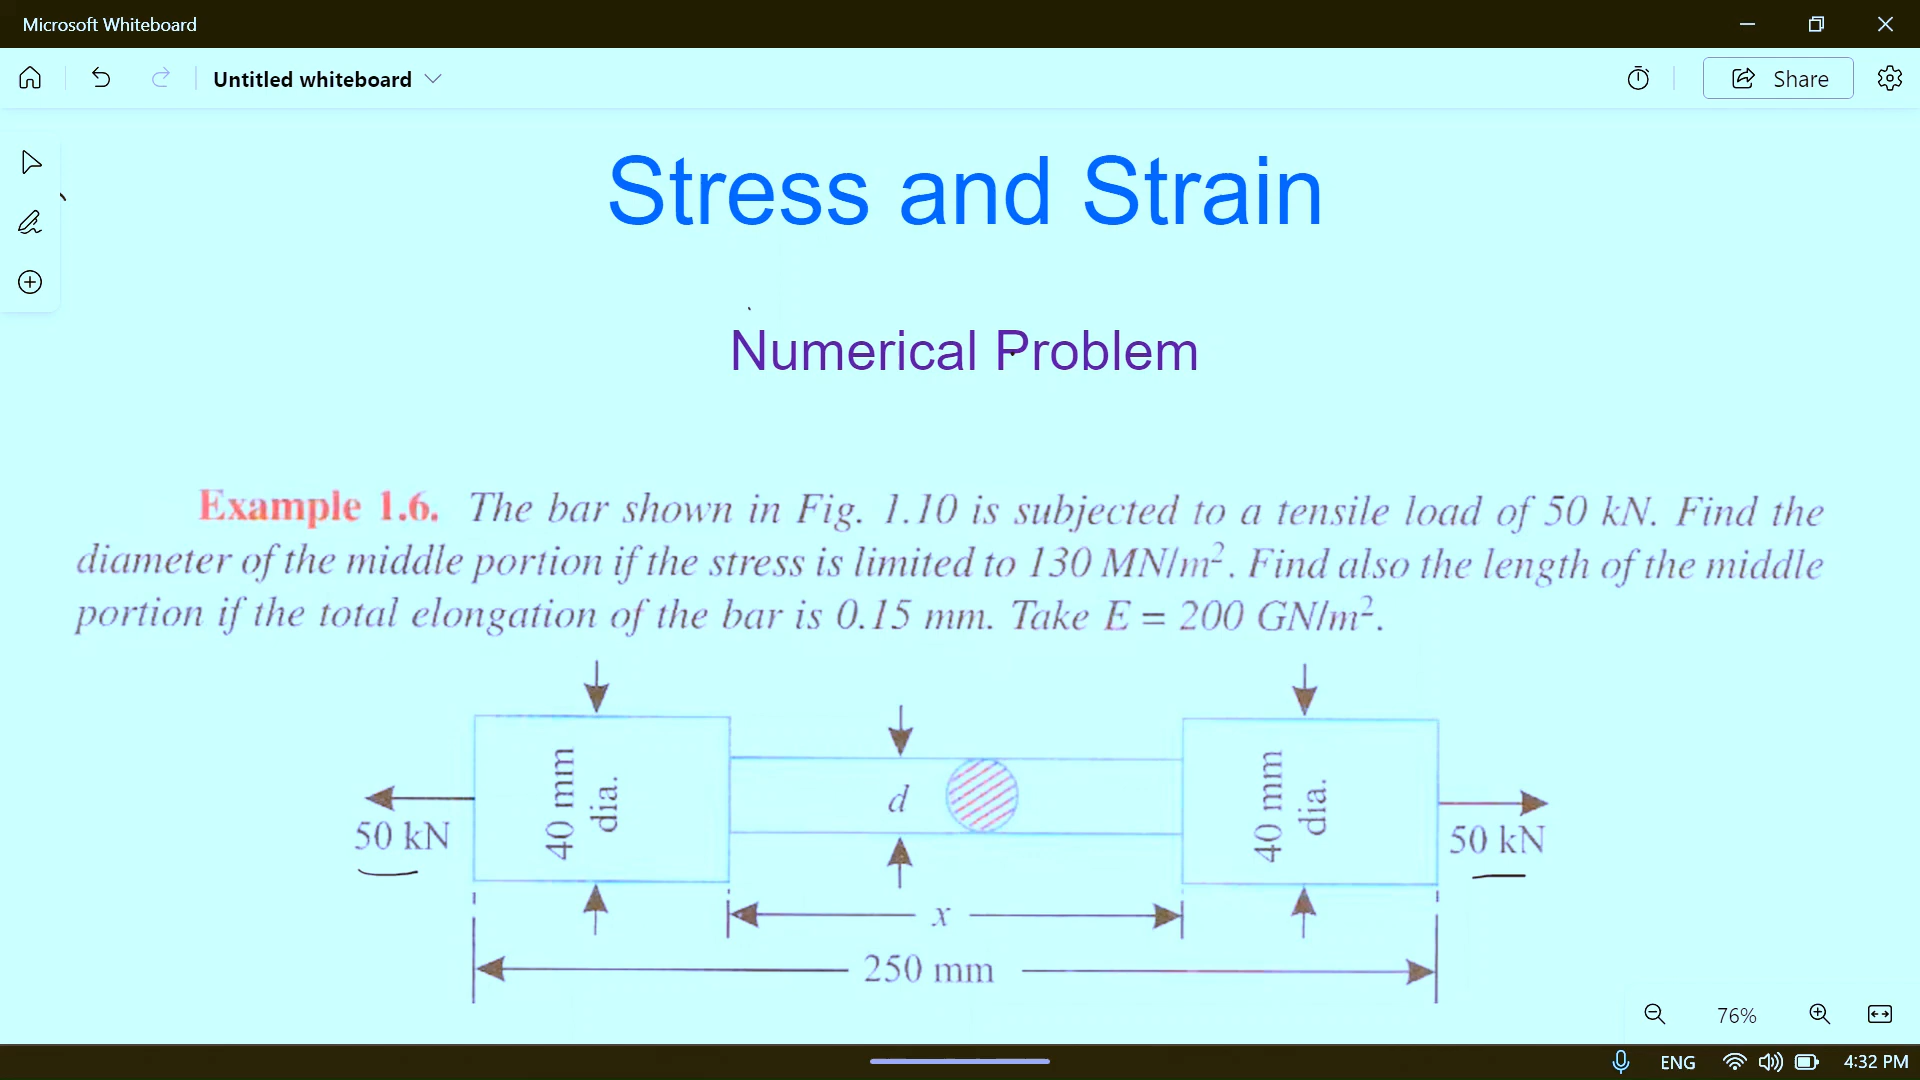 Microsoft Whiteboard
Untitled whiteboard
Share
Stress and Strain
Numerical Problem
Example 1.6. The bar shown in Fig. 1.10 is subjected to a tensile load of 50 kN. Find the
diameter of the middle portion if the stress is limited to 130 MN/m². Find also the length of the middle
portion if the total elongation of the bar is 0.15 mm. Take E = 200 GN/m².
40 mm
dia.
d
40 mm
dia.
50 kN
50 kN
x
250 mm
76%
ENG
4:32 PM